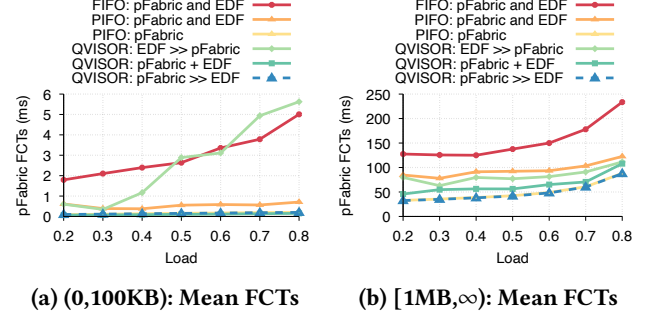 FIFO: pFabric and EDF
PIFO: pFabric and EDF
PIFO: pFabric
QVISOR: EDF >> pFabric
QVISOR: pFabric + EDF
QVISOR: pFabric >> EDF
pFabric FCTs (ms)
6
5
4
3
2
1
0
0.2 0.3 0.4 0.5 0.6 0.7 0.8
Load
(a) (0,100KB): Mean FCTs
FIFO: pFabric and EDF
PIFO: pFabric and EDF
PIFO: pFabric
QVISOR: EDF >> pFabric
QVISOR: pFabric + EDF
QVISOR: pFabric >> EDF
pFabric FCTs (ms)
250
200
150
100
50
0
0.2 0.3 0.4 0.5 0.6 0.7 0.8
Load
(b) [1MB,∞): Mean FCTs